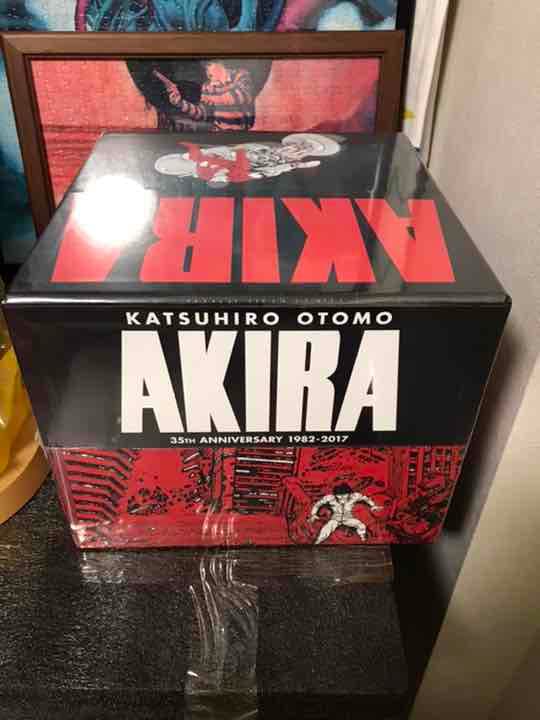 AKIRA
KATSUHIRO OTOMO
AKIRA
35TH ANNIVERSARY 1982-2017